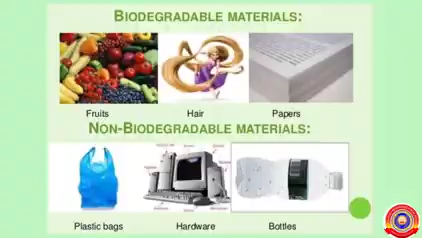 BIODEGRADABLE MATERIALS:
Fruits Hair Papers
NON-BIODEGRADABLE MATERIALS:
Plastic bags Hardware Bottles